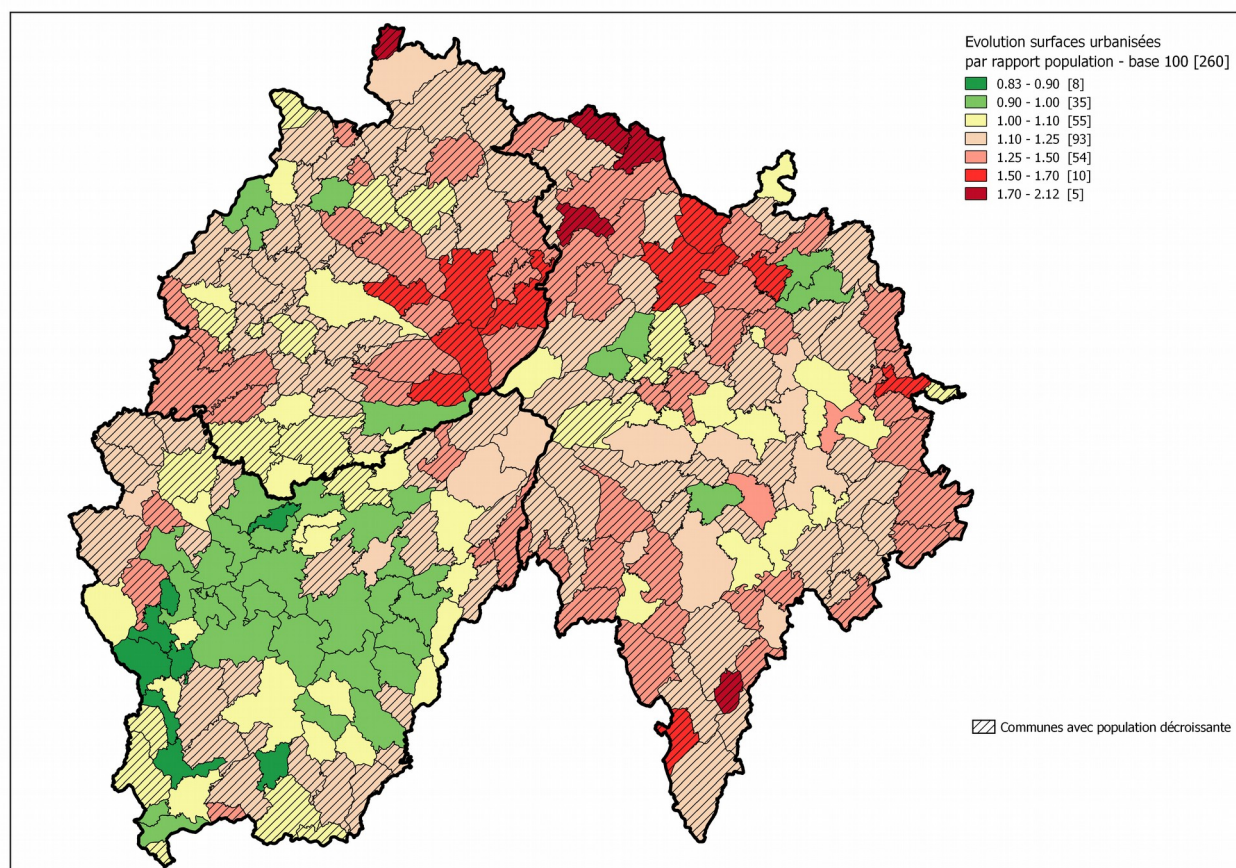 Evolution surfaces urbanisées
par rapport population - base 100 [260]
0.83 - 0.90 [8]
0.90 - 1.00 [35]
1.00 - 1.10 [55]
1.10 - 1.25 [93]
1.25 - 1.50 [54]
1.50 - 1.70 [10]
1.70 - 2.12 [5]
Communes avec population décroissante